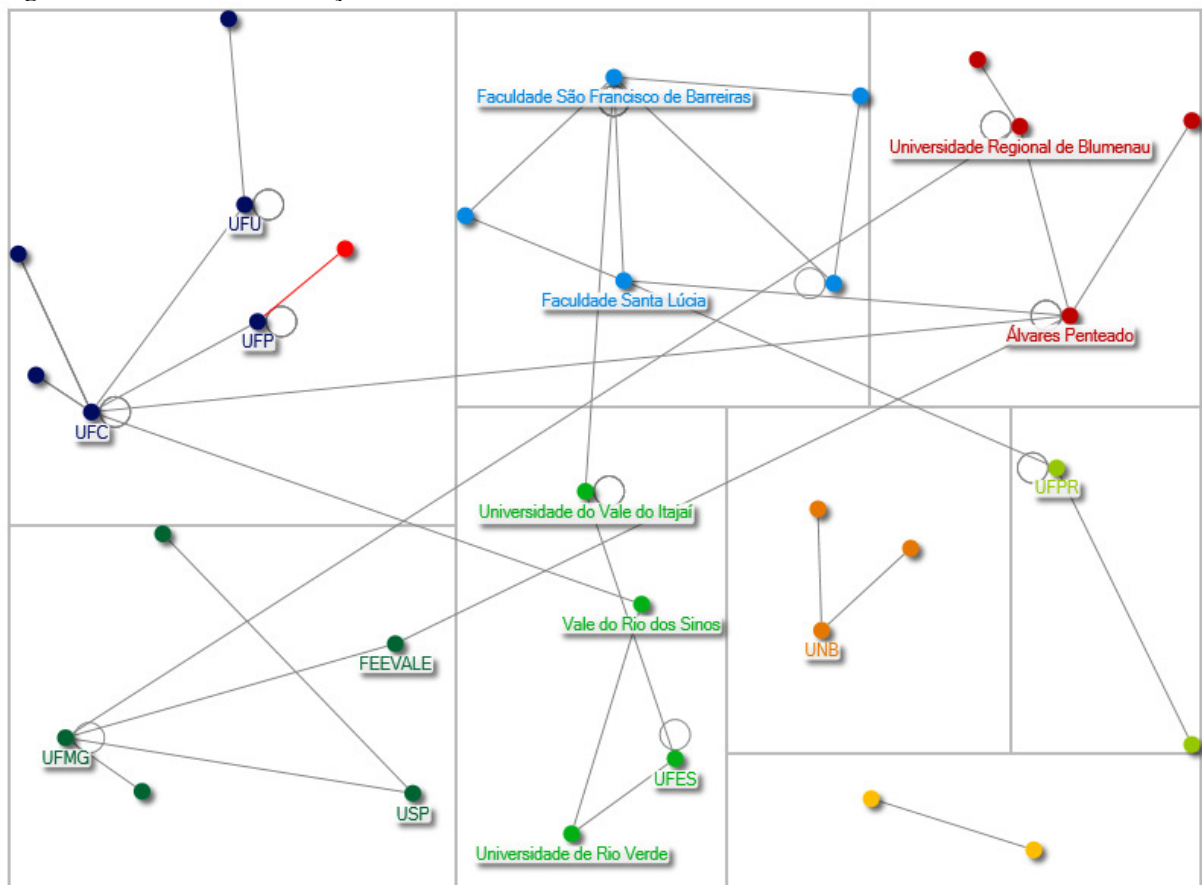 Faculdade São Francisco de Barreiras
Universidade Regional de Blumenau
UFU
Faculdade Santa Lúcia
UFP
Álvares Penteado
UFC
UFPR
Universidade do Vale do Itajaí
Vale do Rio dos Sinos
UNB
FEEVALE
UFMG
UFES
USP
Universidade de Rio Verde